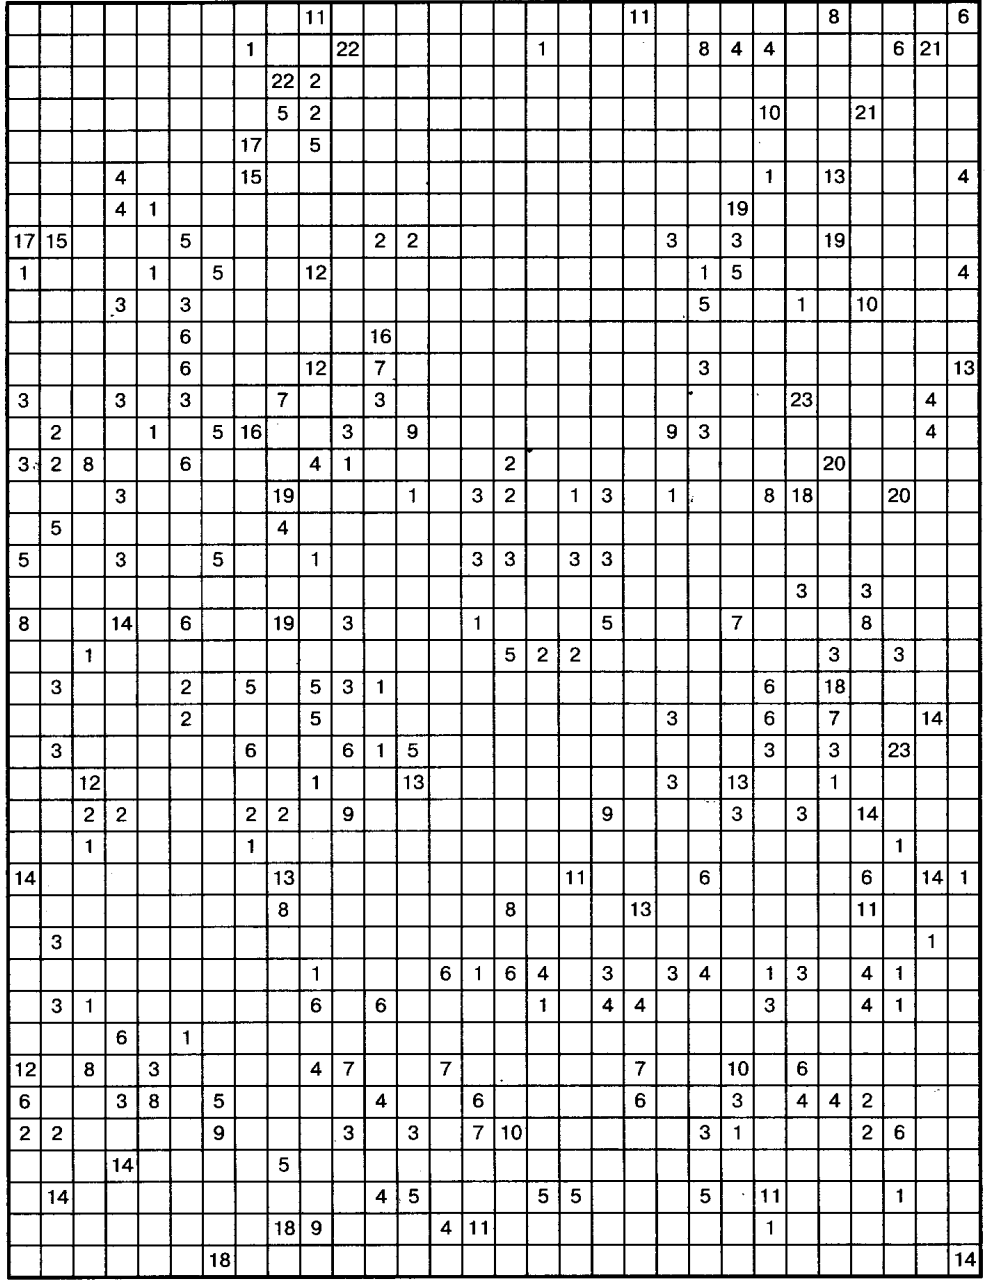 11 11 8 6
1 22 1 8 4 4 6 21
22 2
5 2 10 21
17 5
4 15 1 13 4
4 1 19
17 15 5 2 2 3 3 19
1 1 5 12 1 5 4
3 3 5 1 10
6 16
6 12 7 3 13
3 3 3 7 3 23 4
2 1 5 16 3 9 9 3 4
3 2 8 6 4 1 2 20
3 19 1 3 2 1 3 1 8 18 20
5 4
5 3 5 1 3 3 3 3
3 3
8 14 6 19 3 1 5 7 8
1 5 2 2 3 3
3 2 5 5 3 1 6 18
2 5 3 6 7 14
3 6 6 1 5 3 3 23
12 1 13 3 13 1
2 2 2 2 9 9 3 3 14
1 1 1
14 13 11 6 6 14 1
8 8 13 11
3 1
1 6 1 6 4 3 3 4 1 3 4 1
3 1 6 6 1 4 4 3 4 1
6 1
12 8 3 4 7 7 7 10 6
6 3 8 5 4 6 6 3 4 4 2
2 2 9 3 3 7 10 3 1 2 6
14 5
14 4 5 5 5 5 11 1
18 9 4 11 1
18 14